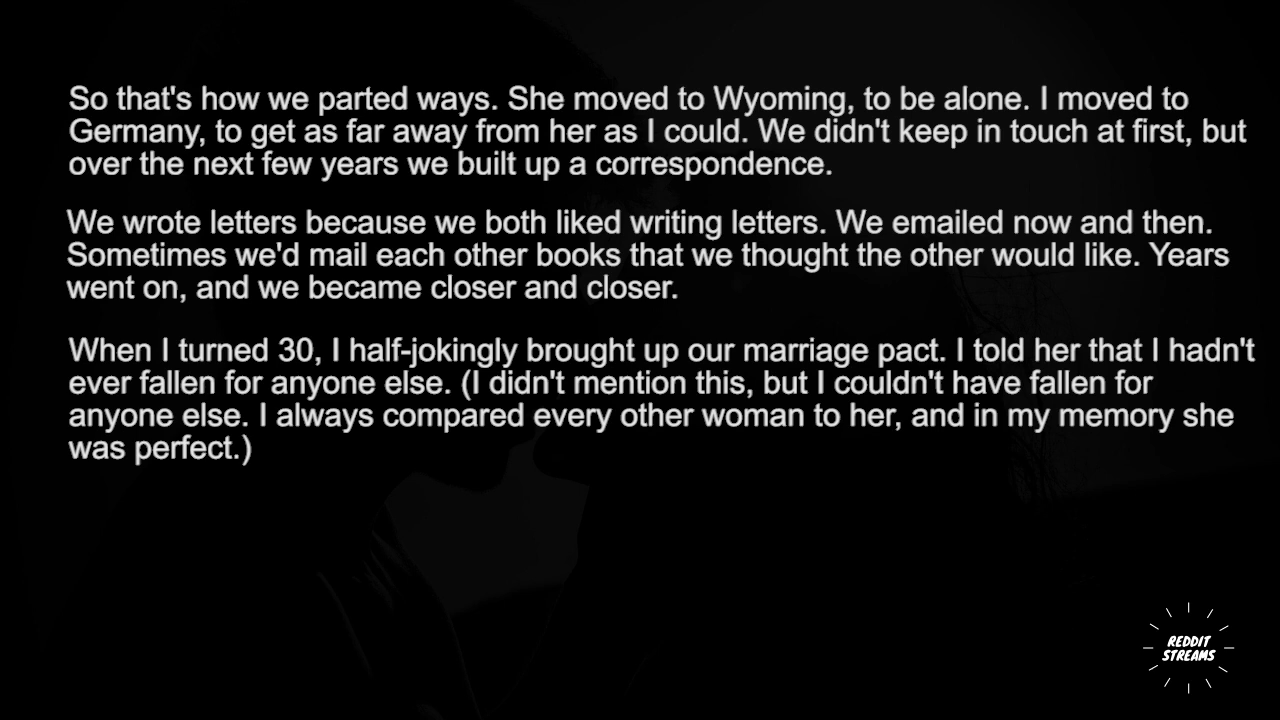 So that's how we parted ways. She moved to Wyoming, to be alone. I moved to
Germany, to get as far away from her as I could. We didn't keep in touch at first, but
over the next few years we built up a correspondence.
We wrote letters because we both liked writing letters. We emailed now and then.
Sometimes we'd mail each other books that we thought the other would like. Years
went on, and we became closer and closer.
When I turned 30, I half-jokingly brought up our marriage pact. I told her that I hadn't
ever fallen for anyone else. (I didn't mention this, but I couldn't have fallen for
anyone else. I always compared every other woman to her, and in my memory she
was perfect.)
REDDIT
STREAMS